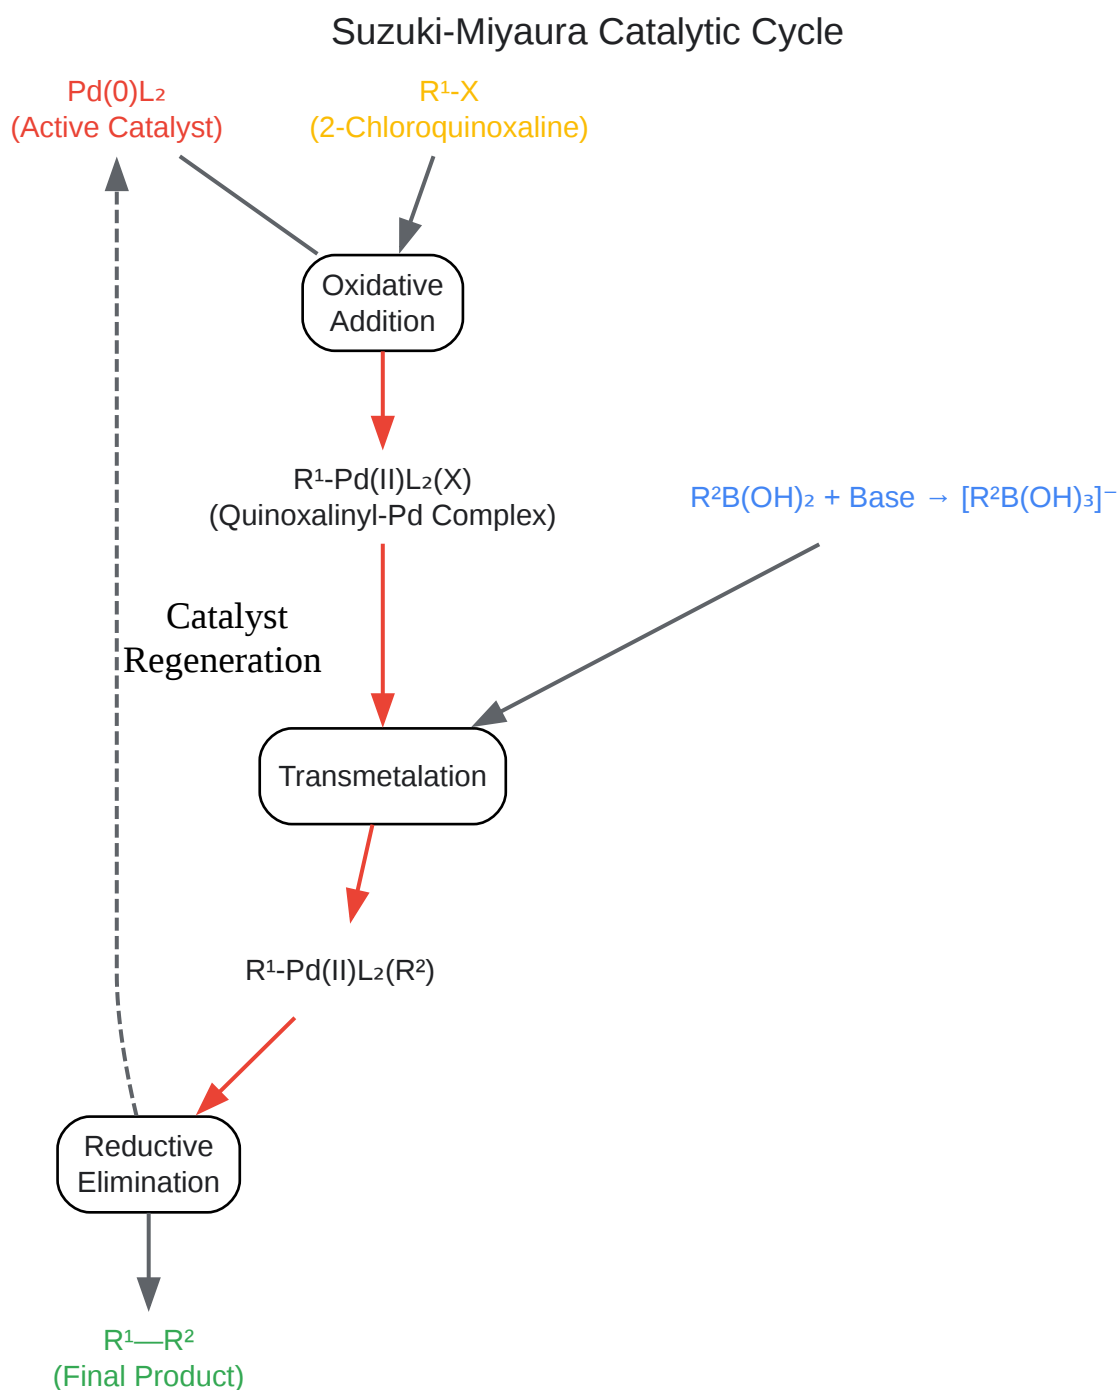 Suzuki-Miyaura Catalytic Cycle
Pd(0)L₂
(Active Catalyst)
R¹-X
(2-Chloroquinoxaline)
Oxidative
Addition
R¹-Pd(II)L₂(X)
(Quinoxalinyl-Pd Complex)
R²B(OH)₂ + Base → [R²B(OH)₃]⁻
Catalyst
Regeneration
Transmetalation
R¹-Pd(II)L₂(R²)
Reductive
Elimination
R¹—R²
(Final Product)